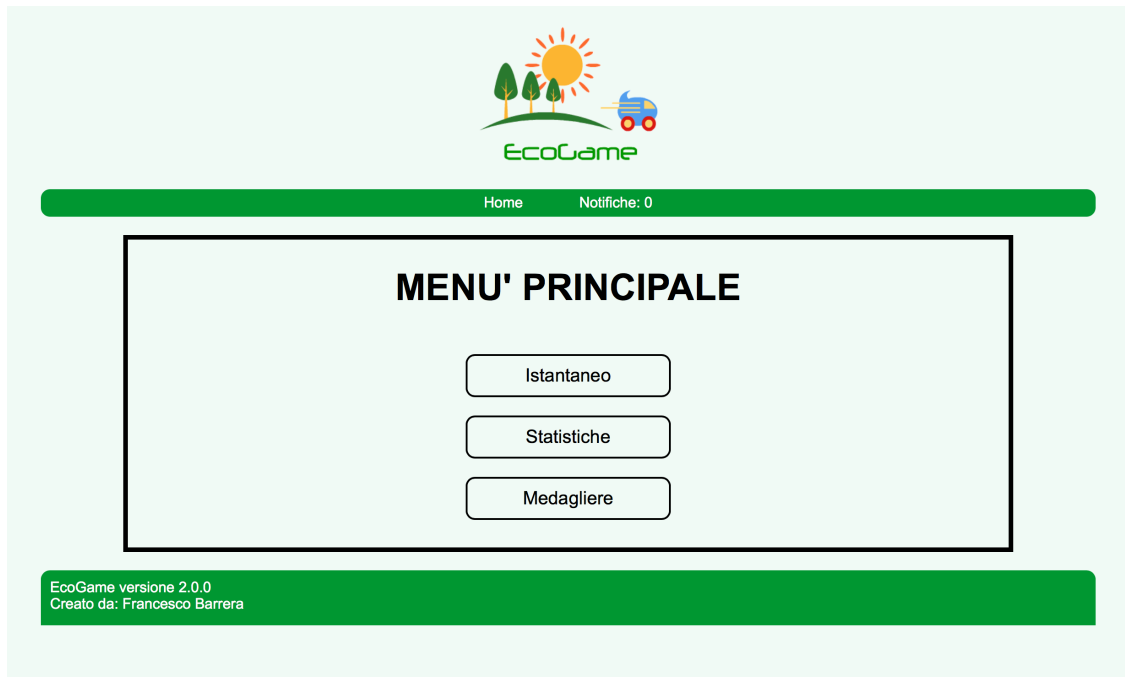 EcoGame
Home Notifiche: 0
MENU' PRINCIPALE
Istantaneo
Statistiche
Medagliere
EcoGame versione 2.0.0
Creato da: Francesco Barrera